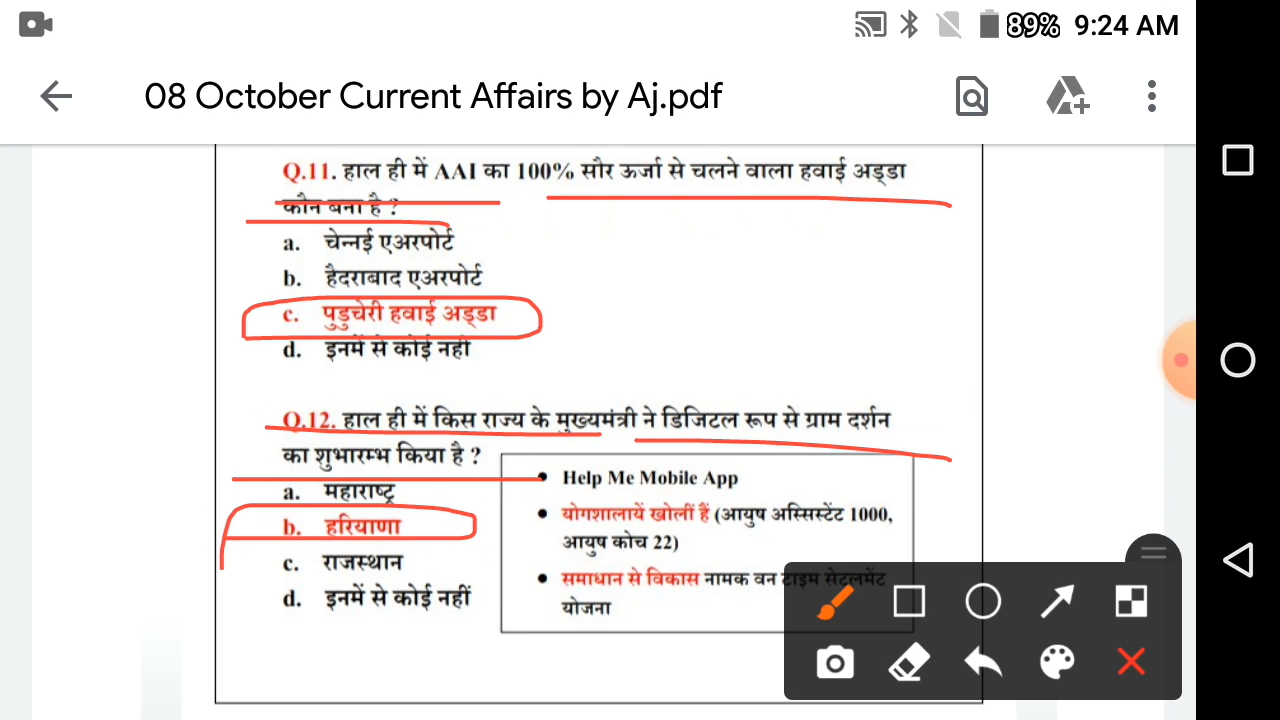 89% 9:24 AM
08 October Current Affairs by Aj.pdf
Q.11. हाल ही में AAI का 100% सौर ऊर्जा से चलने वाला हवाई अड्डा
कौन बना है ?
a. चेन्नई एअरपोर्ट
b. हैदराबाद एअरपोर्ट
c. पुडुचेरी हवाई अड्डा
d. इनमें से कोई नहीं
Q.12. हाल ही में किस राज्य के मुख्यमंत्री ने डिजिटल रूप से ग्राम दर्शन
का शुभारम्भ किया है ?
a. महाराष्ट्र
b. हरियाणा
c. राजस्थान
d. इनमें से कोई नहीं
• Help Me Mobile App
• योगशालायें खोलीं हैं (आयुष अस्सिस्टेंट 1000,
आयुष कोच 22)
• समाधान से विकास नामक वन टाइम सेटलमेंट
योजना